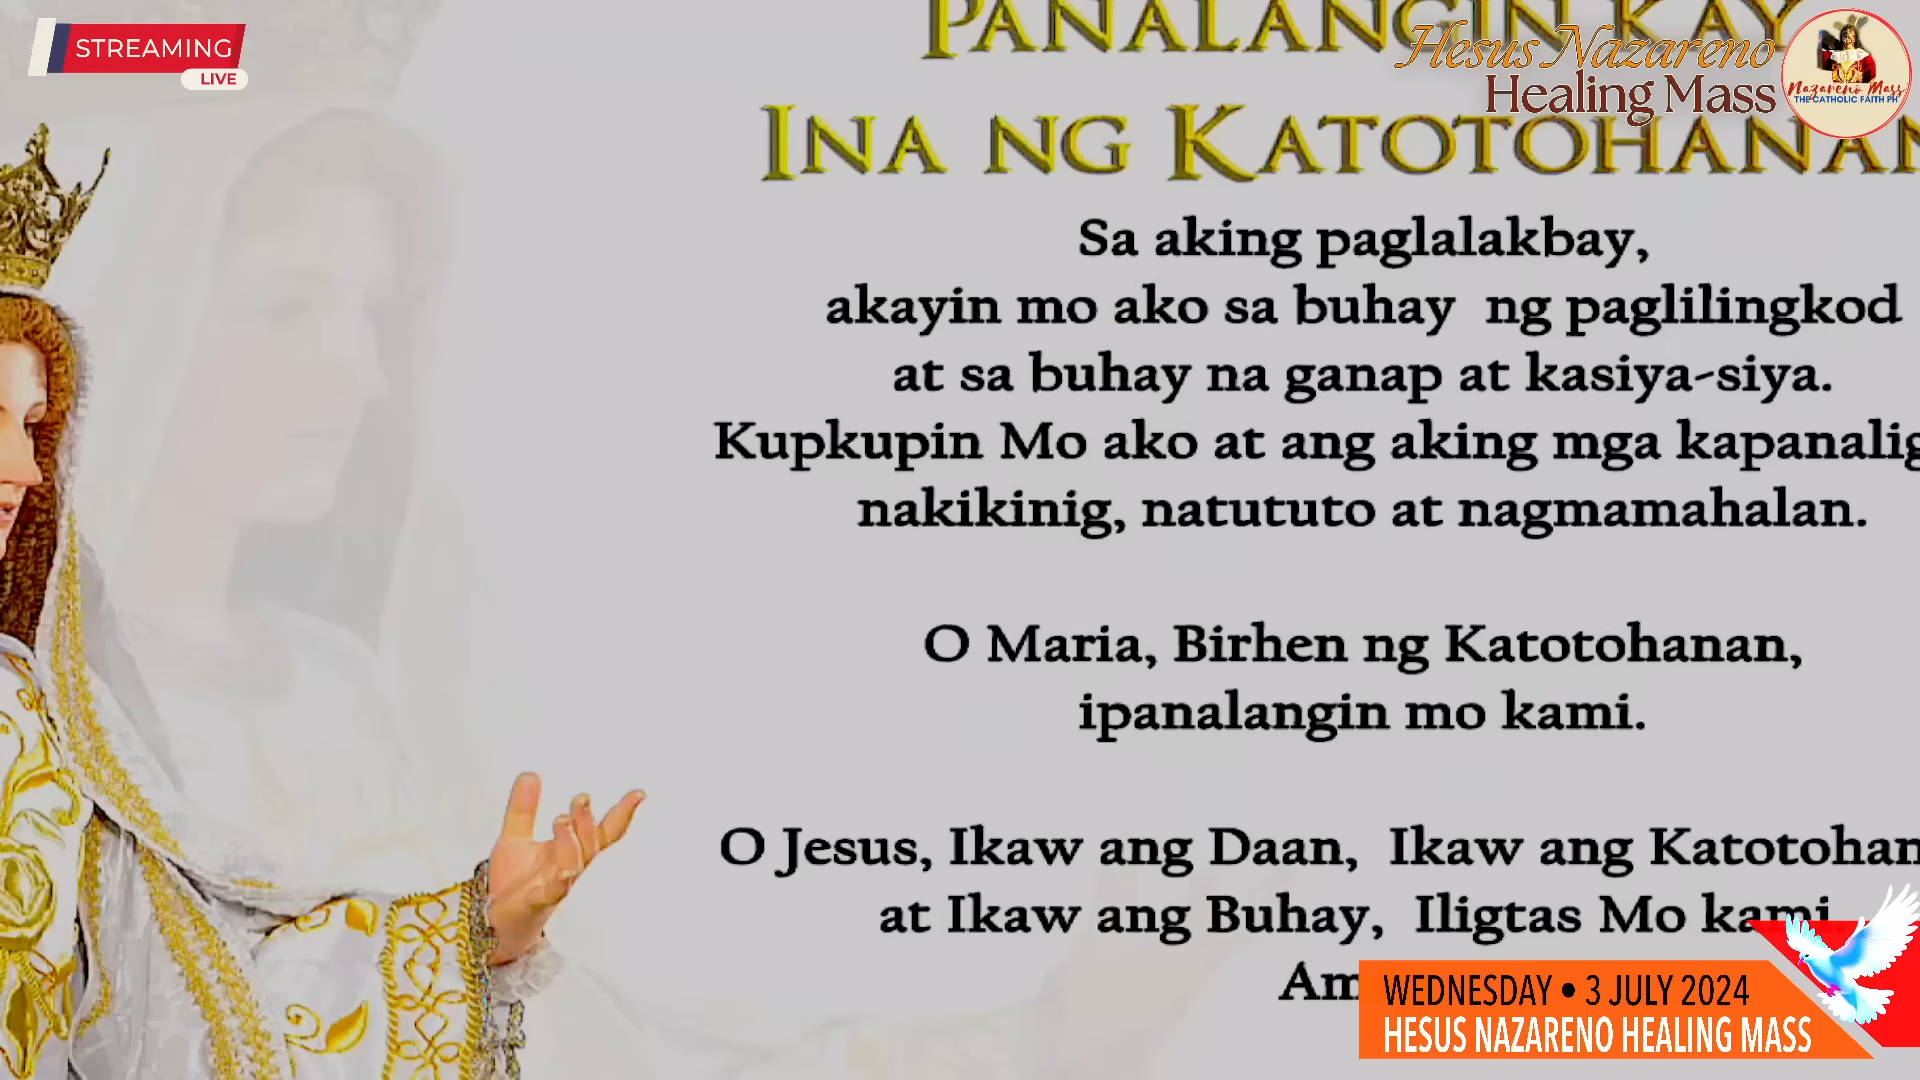 STREAMING
LIVE
PANALANGIN KAY
Hesus Nazareno
Healing Mass
Nazareno Mass
THE CATHOLIC FAITH PH
INA NG KATOTOHANAN
Sa aking paglalakbay,
akayin mo ako sa buhay ng paglilingkod
at sa buhay na ganap at kasiya-siya.
Kupkupin Mo ako at ang aking mga kapanalig
nakikinig, natututo at nagmamahalan.
O Maria, Birhen ng Katotohanan,
ipanalangin mo kami.
O Jesus, Ikaw ang Daan, Ikaw ang Katotohan
at Ikaw ang Buhay, Iligtas Mo kami.
Am
WEDNESDAY • 3 JULY 2024
HESUS NAZARENO HEALING MASS